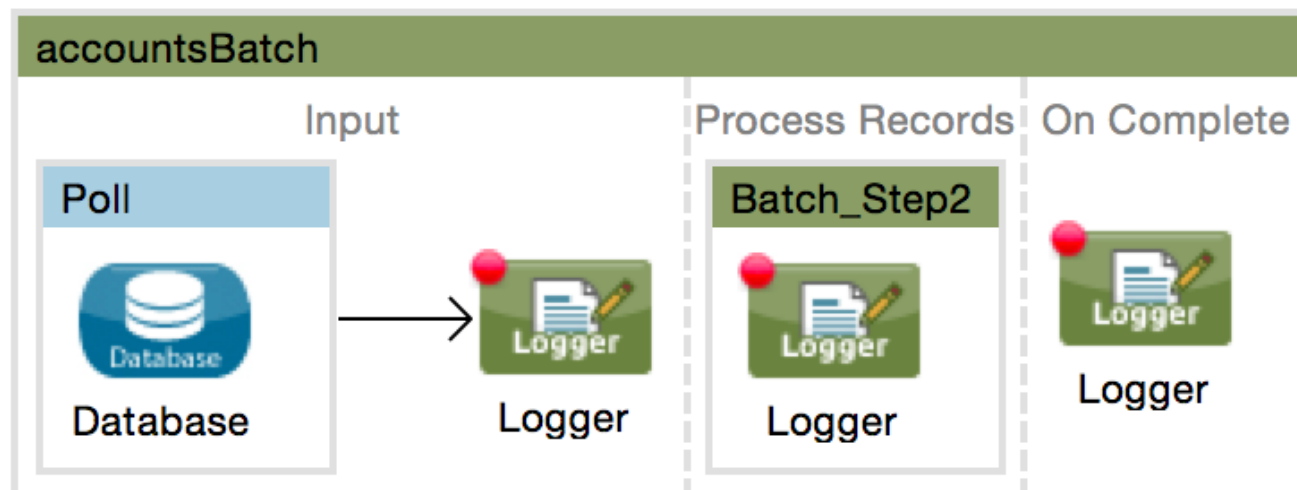 accountsBatch
Input
Process Records
On Complete
Poll
Database
Database
Logger
Logger
Batch_Step2
Logger
Logger
Logger
Logger